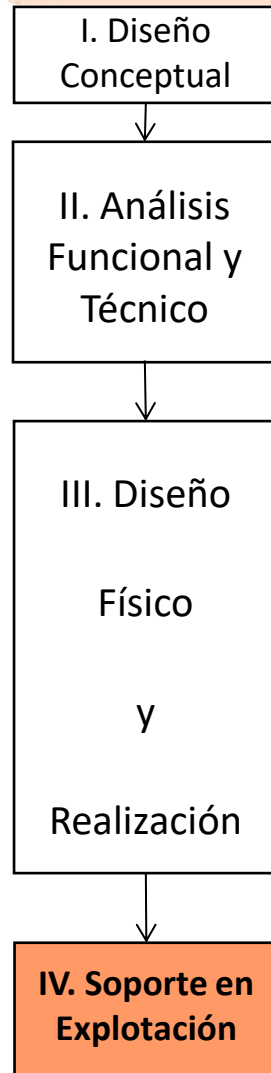 I. Diseño
Conceptual
II. Análisis
Funcional y
Técnico
III. Diseño
Físico
y
Realización
IV. Soporte en
Explotación